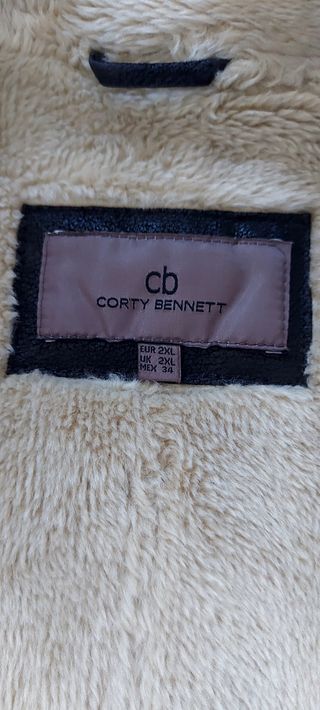 cb
CORTY BENNETT
EUR 2XL
UK 2XL
MEX 34